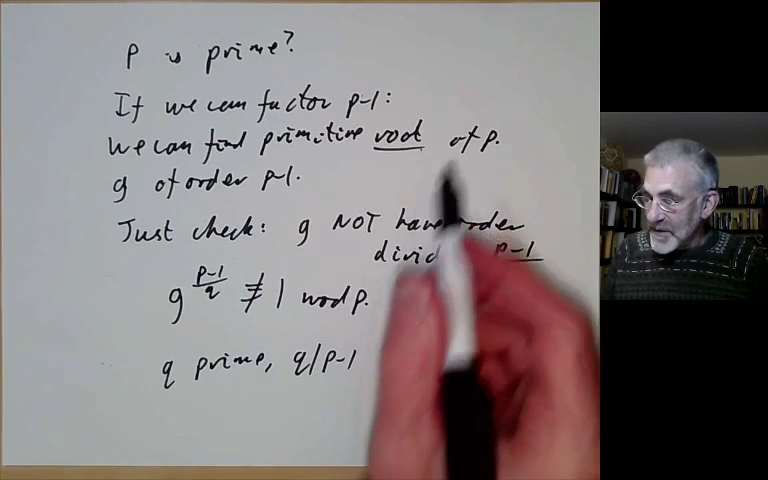 p is prime?
If we can factor p-1:
We can find primitive root of p.
g of order p-1.
Just check: g NOT have order
p-1
g^{\frac{p-1}{q}} ≢ 1 mod p.
q prime, q|p-1